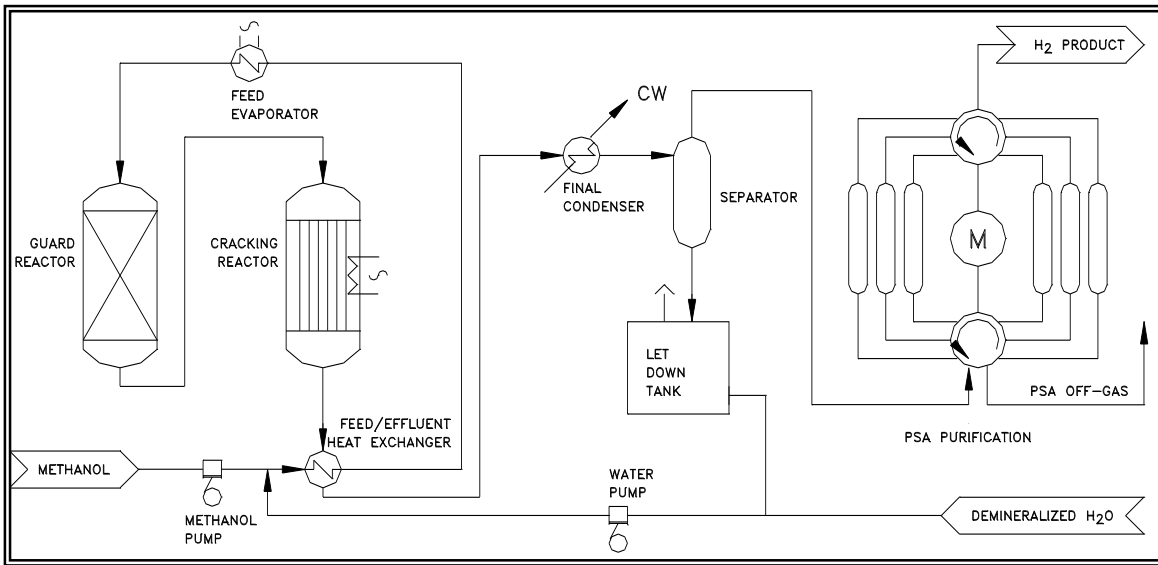 H2 PRODUCT
CW
FEED
EVAPORATOR
FINAL
CONDENSER
SEPARATOR
GUARD
REACTOR
CRACKING
REACTOR
M
LET
DOWN
TANK
PSA OFF-GAS
FEED/EFFLUENT
HEAT EXCHANGER
PSA PURIFICATION
METHANOL
WATER
PUMP
METHANOL
PUMP
DEMINERALIZED H2O